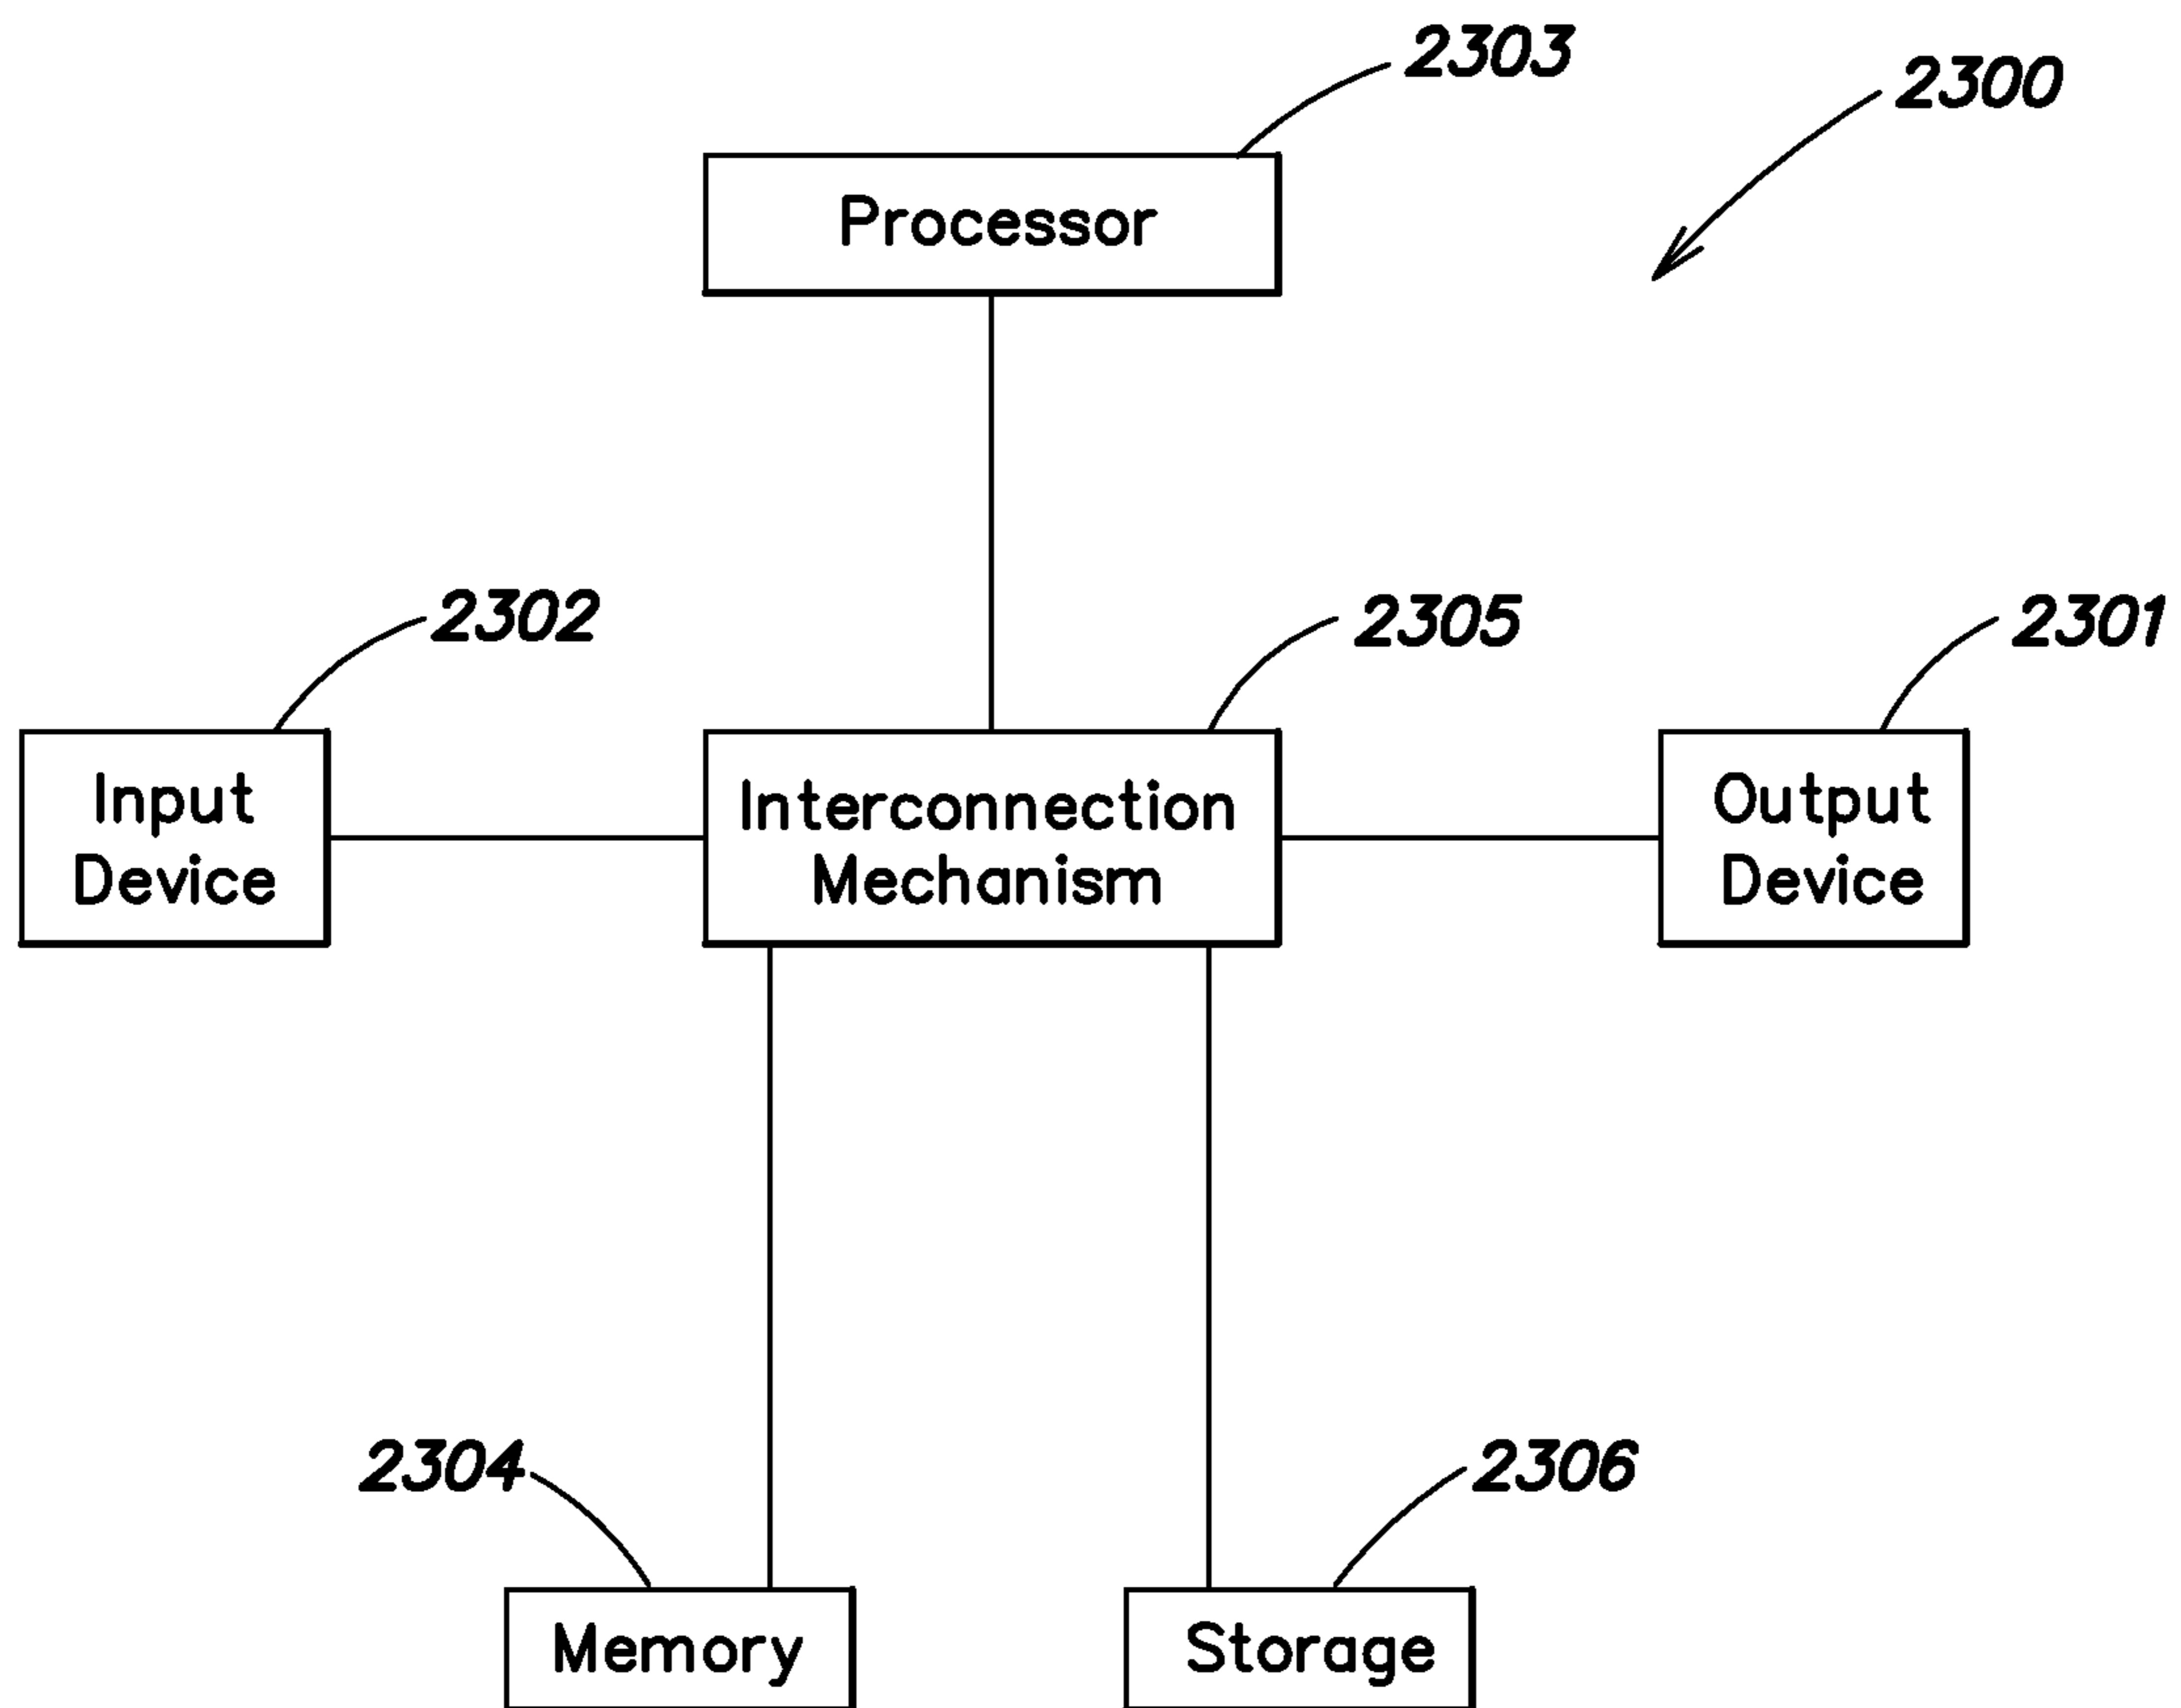 2303
2300
Processor
2302
2305
2301
Input
Device
Interconnection
Mechanism
Output
Device
2304
2306
Memory
Storage